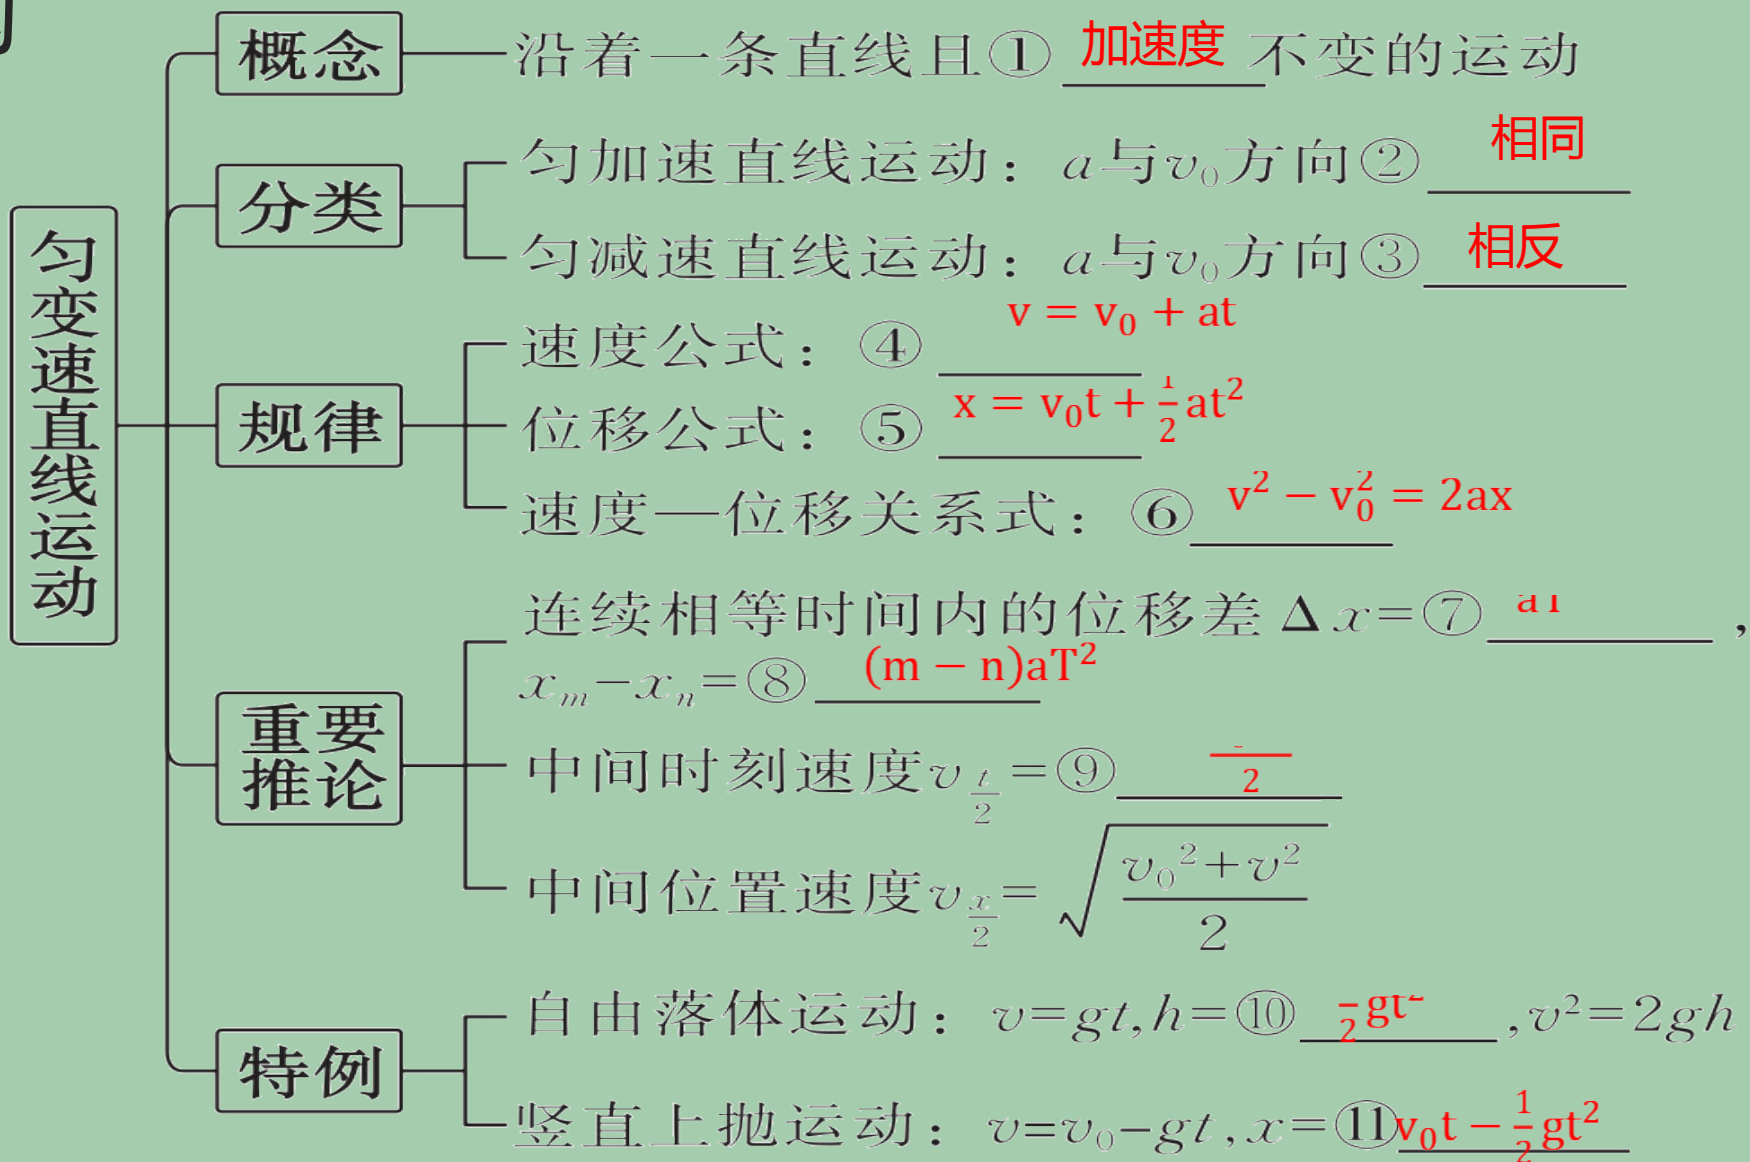 概念
沿着一条直线且① 加速度 不变的运动
分类
匀加速直线运动：a与v₀方向② 相同
匀减速直线运动：a与v₀方向③ 相反
匀变速直线运动
规律
速度公式：④ v = v₀ + at
位移公式：⑤ x = v₀t + 1/2 at²
速度—位移关系式：⑥ v² − v₀² = 2ax
重要推论
连续相等时间内的位移差Δx=⑦ ,
xₘ−xₙ=⑧ (m − n)aT²
中间时刻速度v_{t/2}=⑨
中间位置速度v_{x/2}=√((v₀²+v²)/2)
特例
自由落体运动：v=gt,h=⑩ gt² ,v²=2gh
竖直上抛运动：v=v₀−gt,x=⑪ v₀t − 1/2 gt²